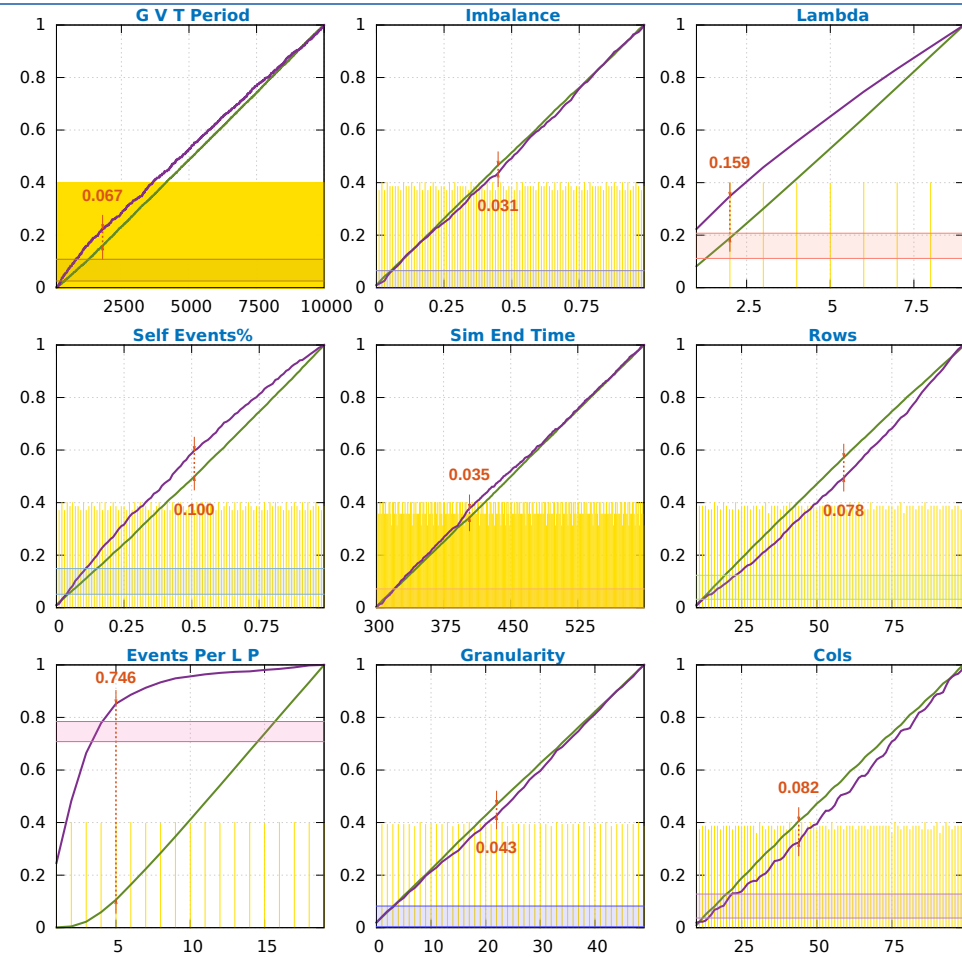 G V T Period Imbalance Lambda
1 1 1
0.8 0.8 0.8
0.6 0.6 0.6
0.4 0.4 0.4
0.2 0.2 0.2
0 0 0
0.067 0.031 0.159
2500 5000 7500 10000 0 0.25 0.5 0.75 2.5 5 7.5
Self Events% Sim End Time Rows
1 1 1
0.8 0.8 0.8
0.6 0.6 0.6
0.4 0.4 0.4
0.2 0.2 0.2
0 0 0
0.100 0.035 0.078
0 0.25 0.5 0.75 300 375 450 525 25 50 75
Events Per L P Granularity Cols
1 1 1
0.8 0.8 0.8
0.6 0.6 0.6
0.4 0.4 0.4
0.2 0.2 0.2
0 0 0
0.746 0.043 0.082
5 10 15 0 10 20 30 40 25 50 75